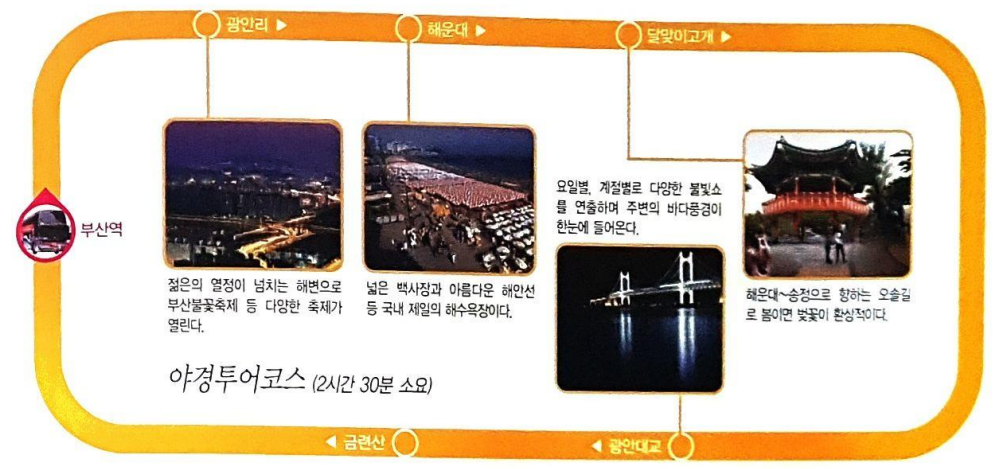 광안리 ▶
해운대 ▶
달맞이고개 ▶
부산역
젊은의 열정이 넘치는 해변으로
부산불꽃축제 등 다양한 축제가
열린다.
넓은 백사장과 아름다운 해안선
등 국내 제일의 해수욕장이다.
요일별, 계절별로 다양한 불빛쇼
를 연출하며 주변의 바다풍경이
한눈에 들어온다.
해운대~송정으로 향하는 오솔길
로 봄이면 벚꽃이 환상적이다.
야경투어코스 (2시간 30분 소요)
◀ 금련산
◀ 광안대교